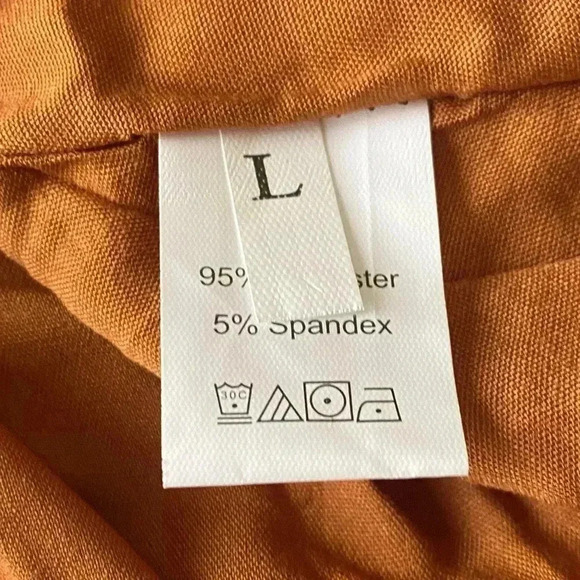 L
95% ster
5% Spandex
30C